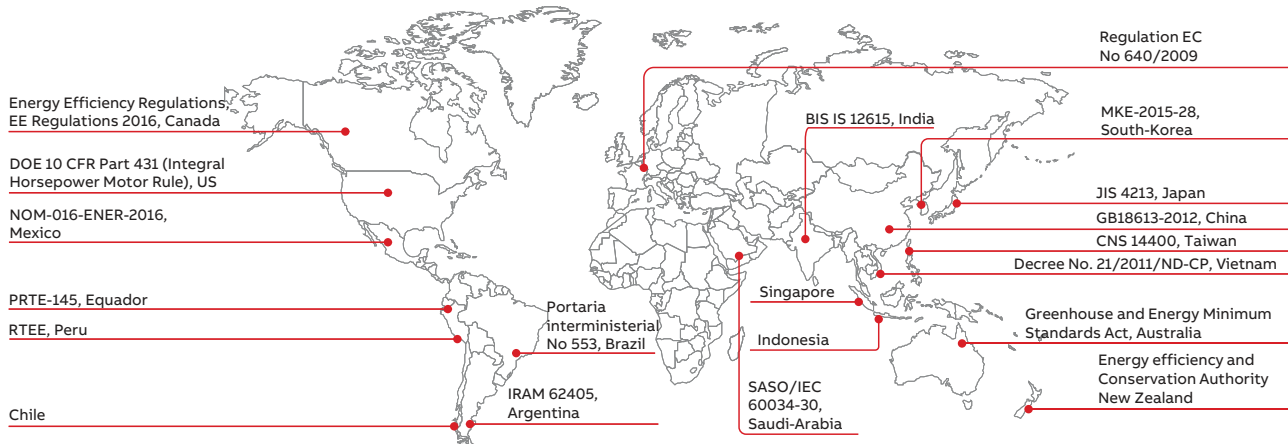 Regulation EC
No 640/2009
Energy Efficiency Regulations
EE Regulations 2016, Canada
BIS IS 12615, India
MKE-2015-28,
South-Korea
DOE 10 CFR Part 431 (Integral
Horsepower Motor Rule), US
JIS 4213, Japan
NOM-016-ENER-2016,
Mexico
GB18613-2012, China
CNS 14400, Taiwan
Decree No. 21/2011/ND-CP, Vietnam
PRTE-145, Equador
Portaria
interministerial
No 553, Brazil
Singapore
Greenhouse and Energy Minimum
Standards Act, Australia
RTEE, Peru
Indonesia
Energy efficiency and
Conservation Authority
New Zealand
IRAM 62405,
Argentina
SASO/IEC
60034-30,
Saudi-Arabia
Chile